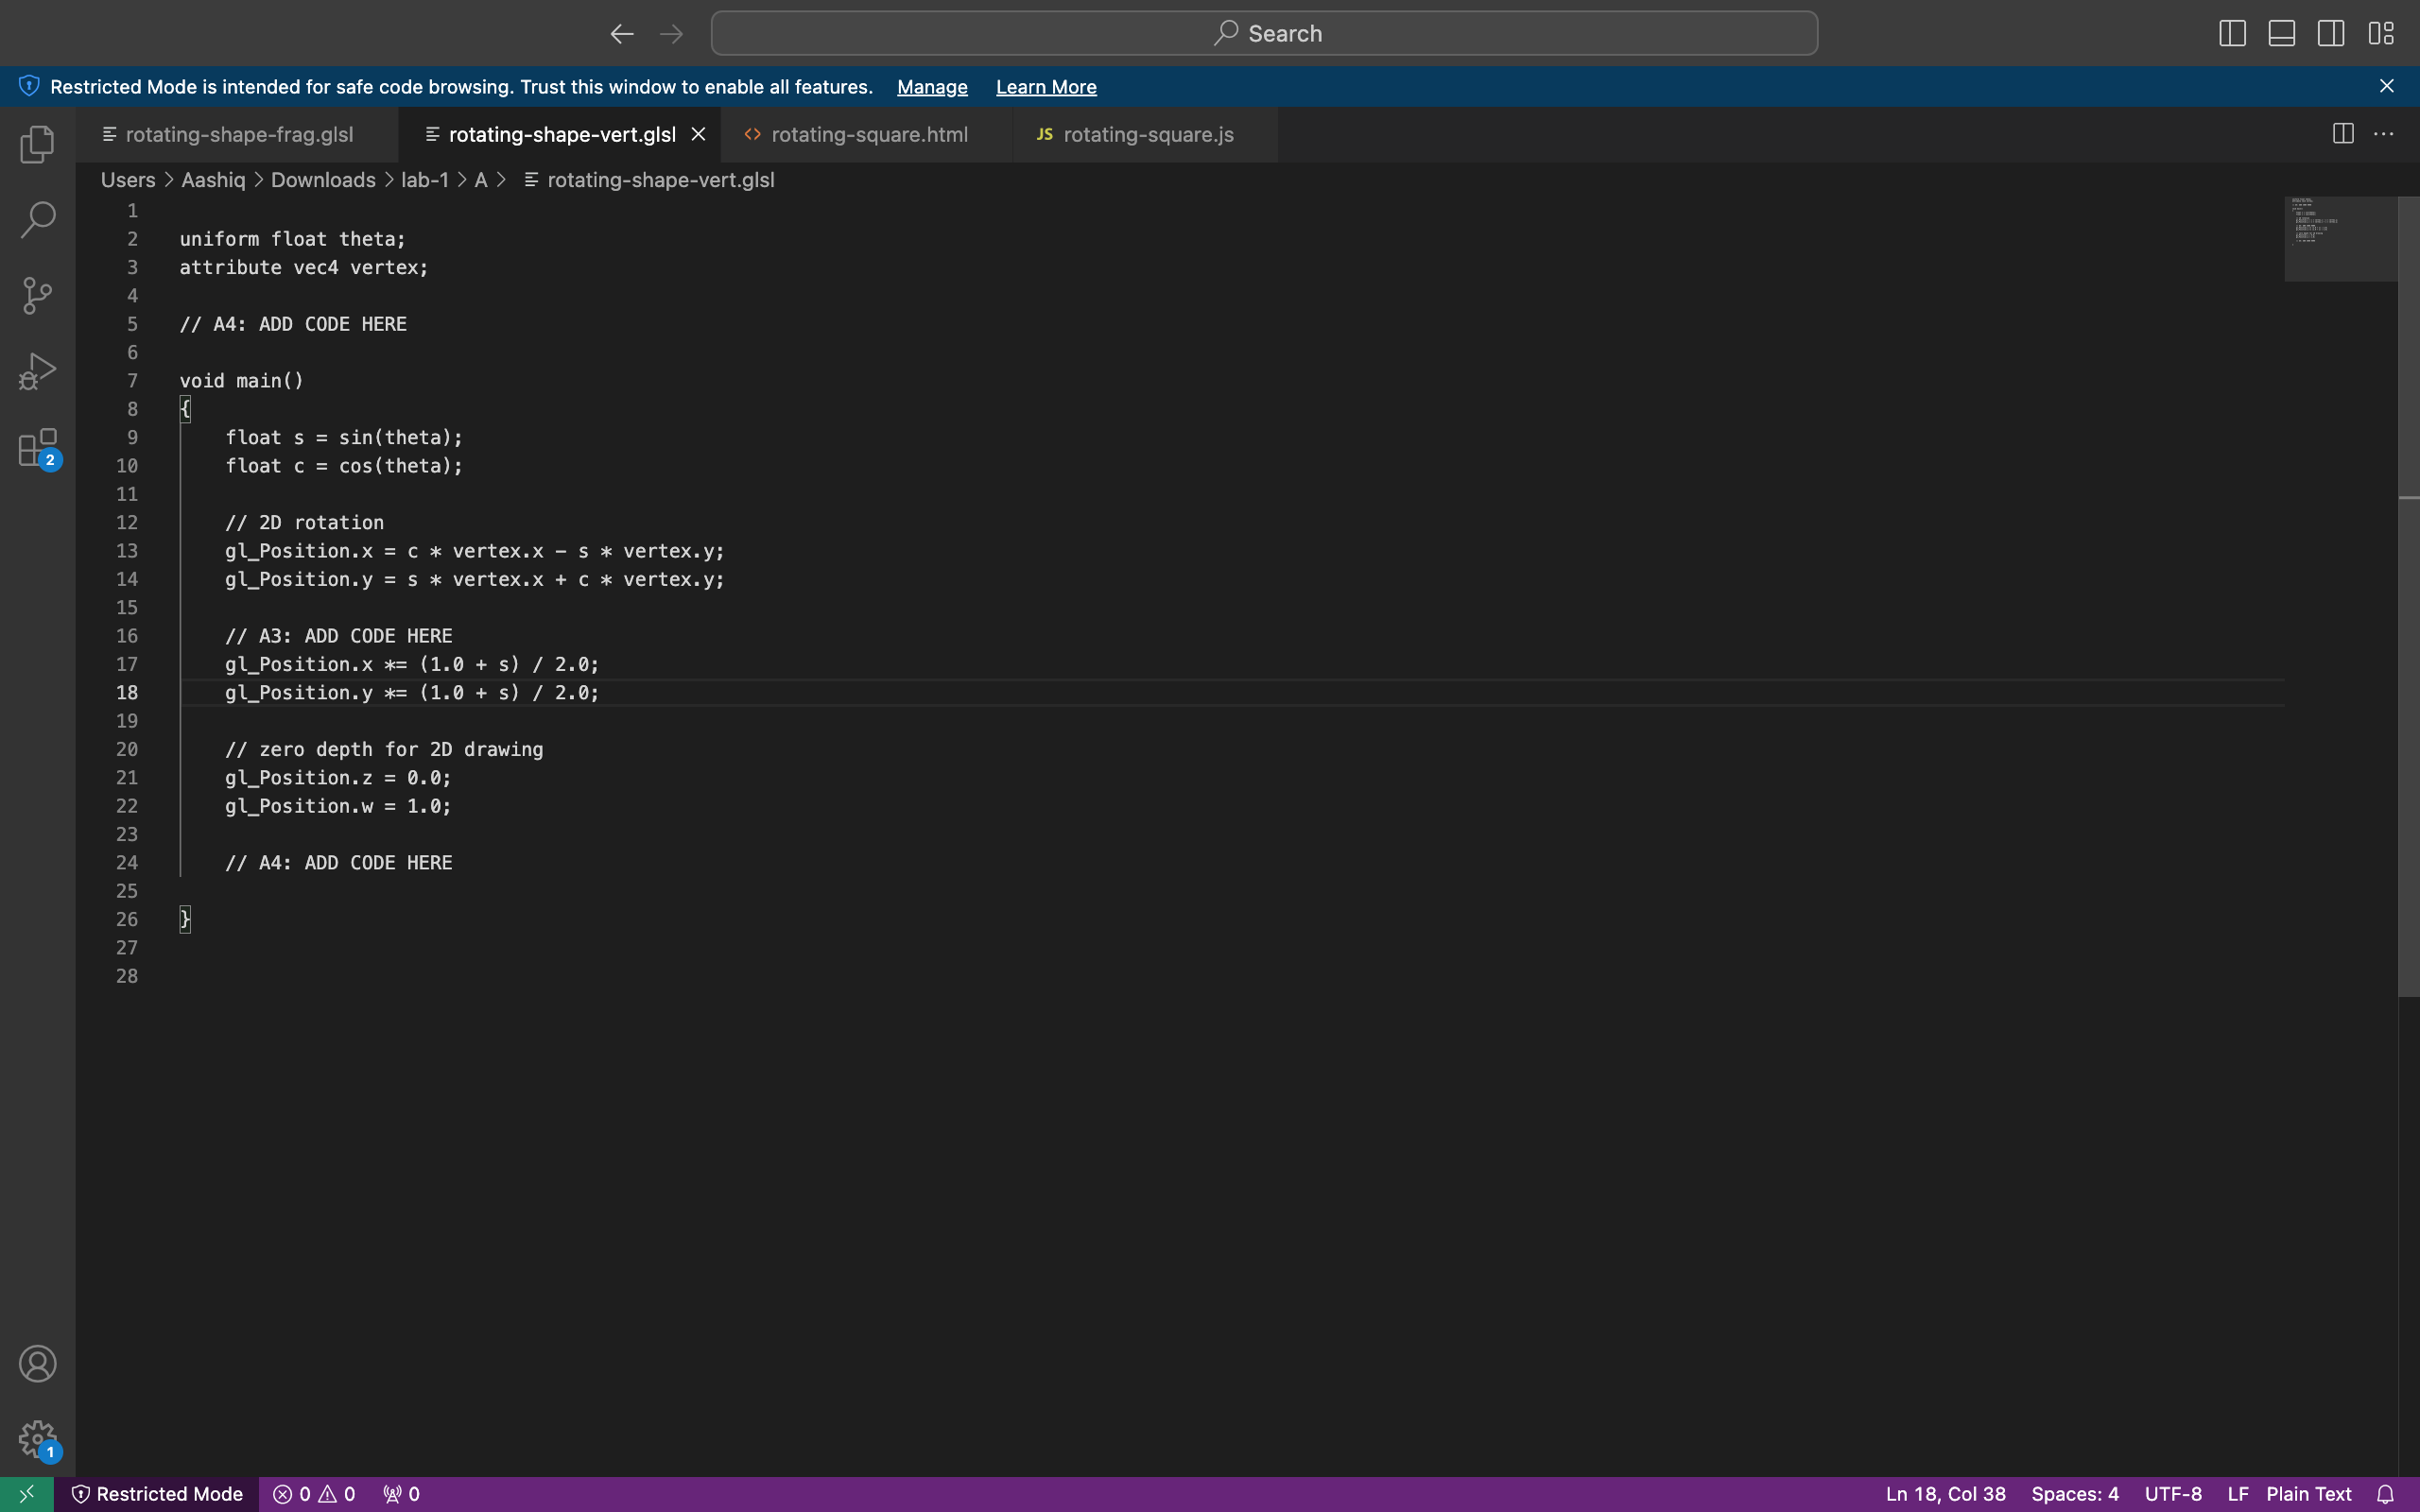 Search
Restricted Mode is intended for safe code browsing. Trust this window to enable all features. Manage Learn More
rotating-shape-frag.glsl rotating-shape-vert.glsl rotating-square.html JS rotating-square.js
Users > Aashiq > Downloads > lab-1 > A > rotating-shape-vert.glsl
1
2 uniform float theta;
3 attribute vec4 vertex;
4
5 // A4: ADD CODE HERE
6
7 void main()
8 {
9 float s = sin(theta);
10 float c = cos(theta);
11
12 // 2D rotation
13 gl_Position.x = c * vertex.x - s * vertex.y;
14 gl_Position.y = s * vertex.x + c * vertex.y;
15
16 // A3: ADD CODE HERE
17 gl_Position.x *= (1.0 + s) / 2.0;
18 gl_Position.y *= (1.0 + s) / 2.0;
19
20 // zero depth for 2D drawing
21 gl_Position.z = 0.0;
22 gl_Position.w = 1.0;
23
24 // A4: ADD CODE HERE
25
26 }
27
28
2
1
Restricted Mode 0 0 0 Ln 18, Col 38 Spaces: 4 UTF-8 LF Plain Text